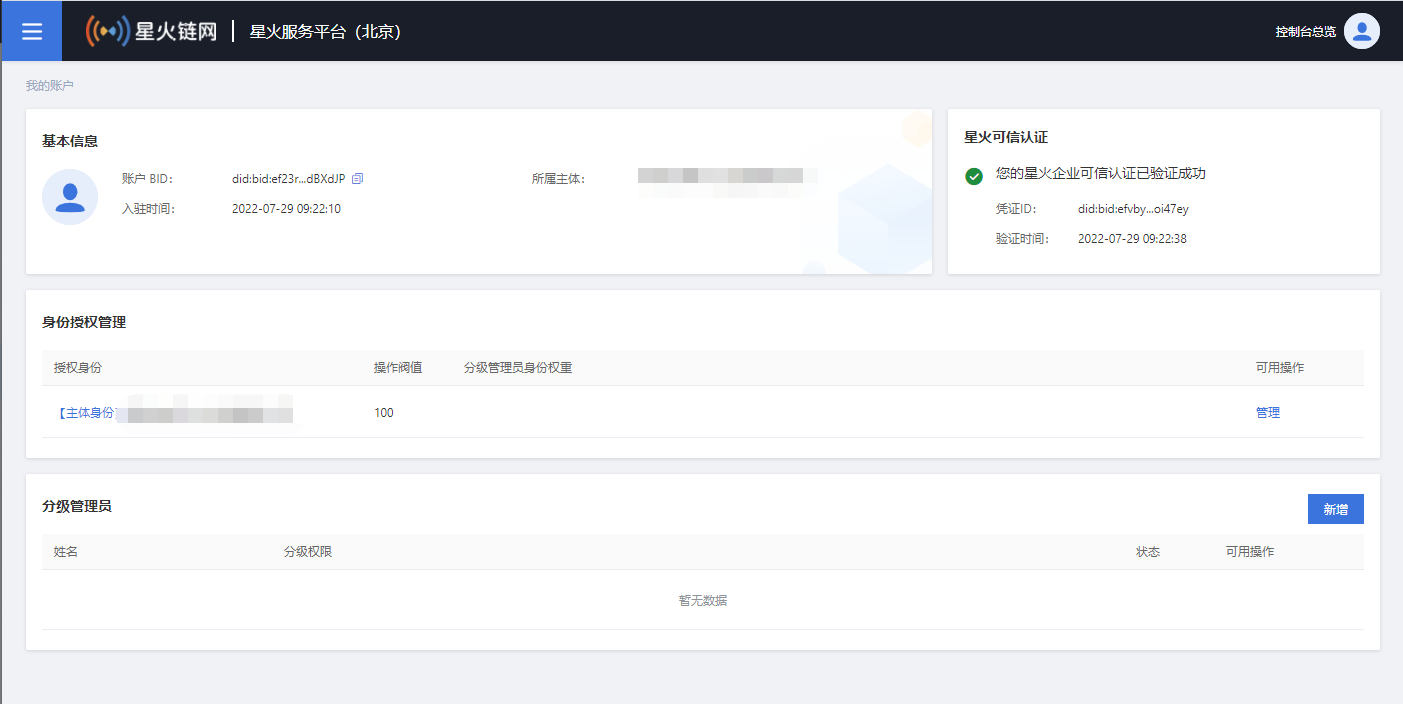 星火链网 星火服务平台（北京） 控制台总览
我的账户
基本信息
账户 BID： did:bid:ef23r...dBXdJP 所属主体：
入驻时间： 2022-07-29 09:22:10
星火可信认证
您的星火企业可信认证已验证成功
凭证ID： did:bid:efvby...oi47ey
验证时间： 2022-07-29 09:22:38
身份授权管理
授权身份 操作阀值 分级管理员身份权重 可用操作
【主体身份 100 管理
分级管理员 新增
姓名 分级权限 状态 可用操作
暂无数据